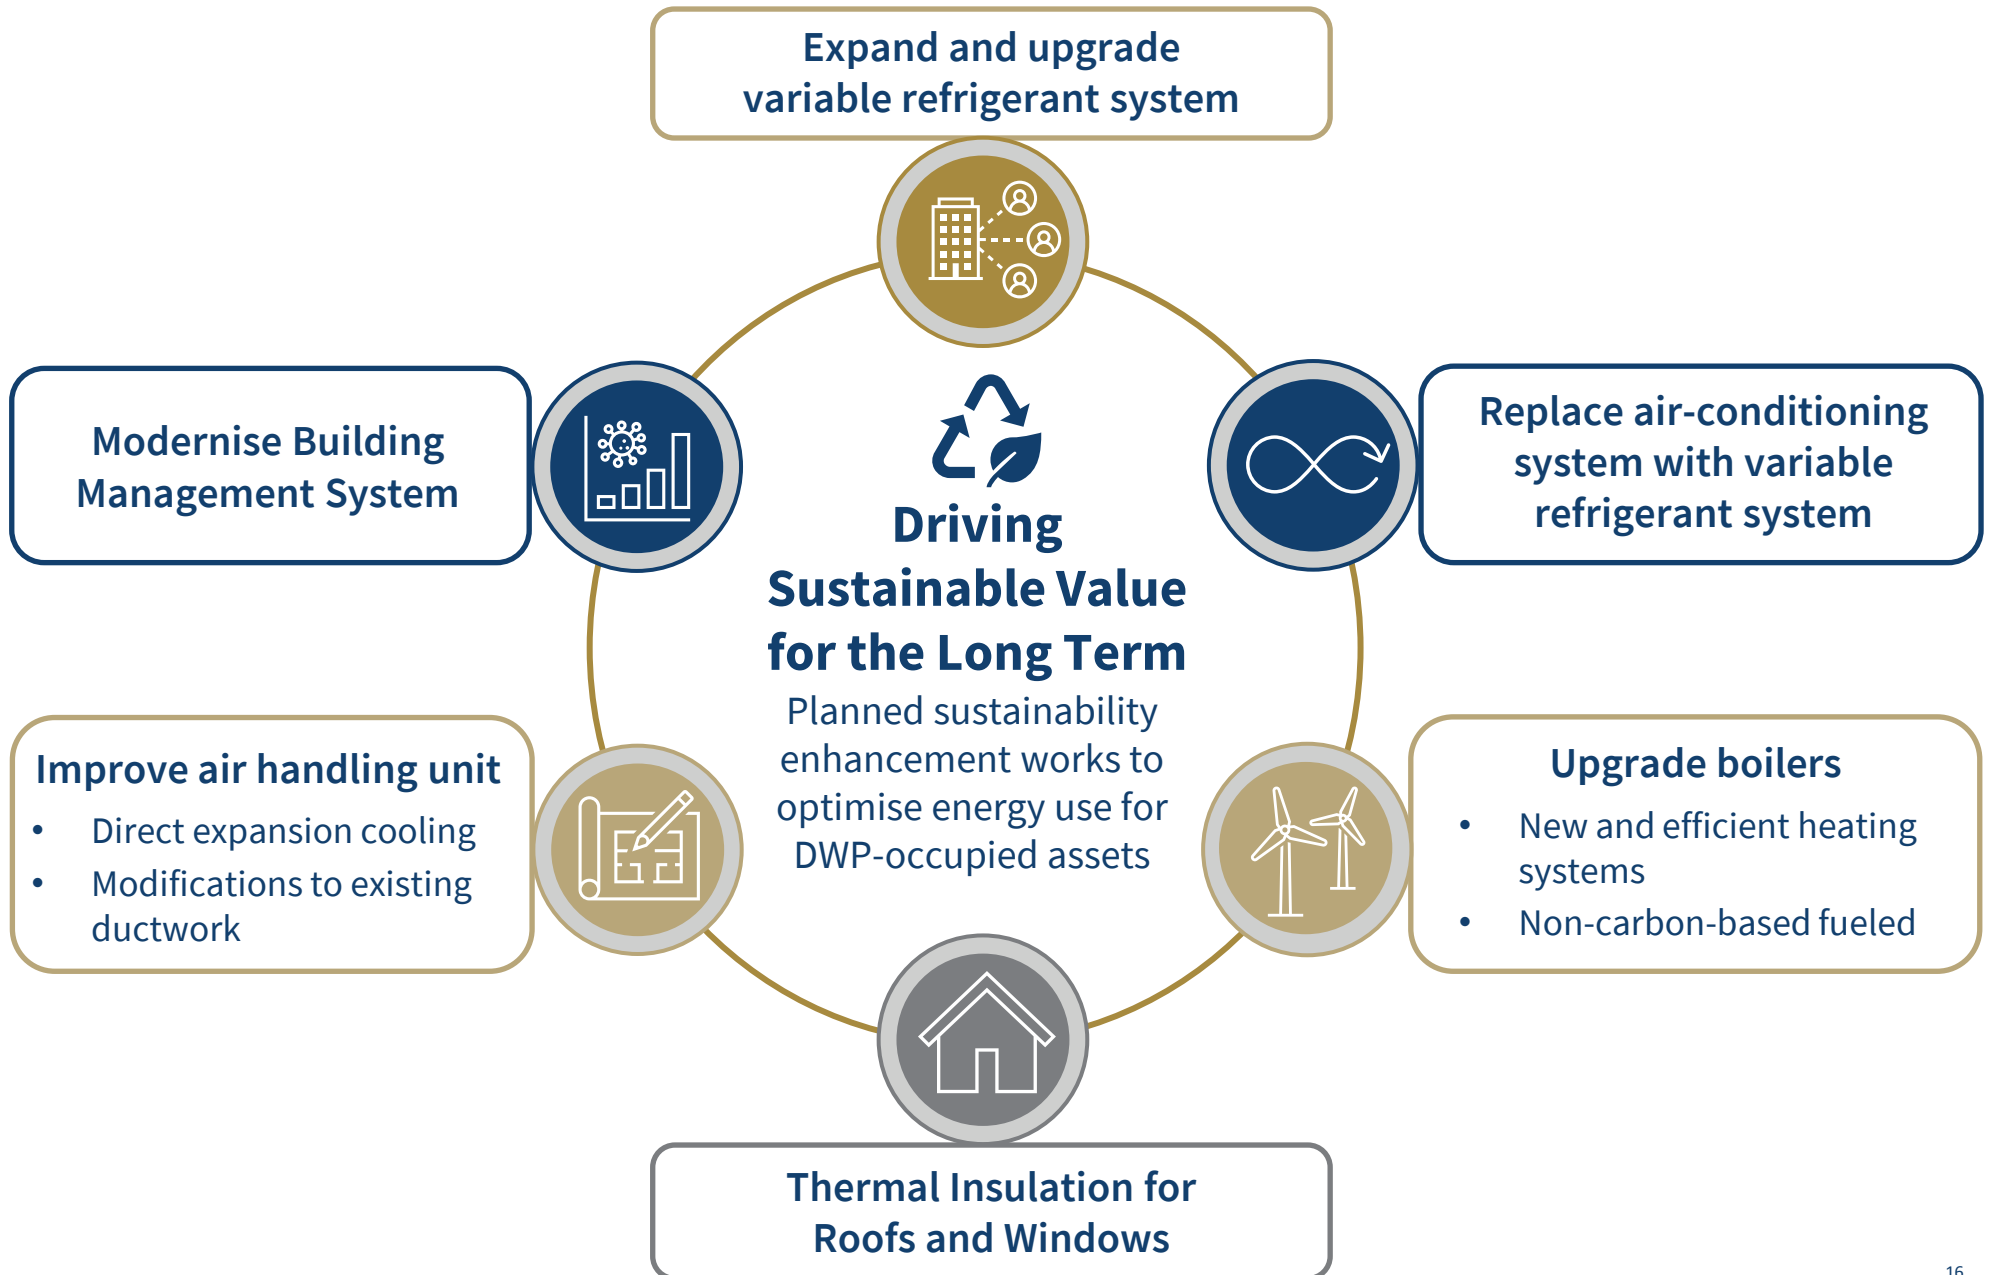 Expand and upgrade
variable refrigerant system
Modernise Building
Management System
Replace air-conditioning
system with variable
refrigerant system
Driving
Sustainable Value
for the Long Term
Planned sustainability
enhancement works to
optimise energy use for
DWP-occupied assets
Improve air handling unit
• Direct expansion cooling
• Modifications to existing
ductwork
Upgrade boilers
• New and efficient heating
systems
• Non-carbon-based fueled
Thermal Insulation for
Roofs and Windows
16